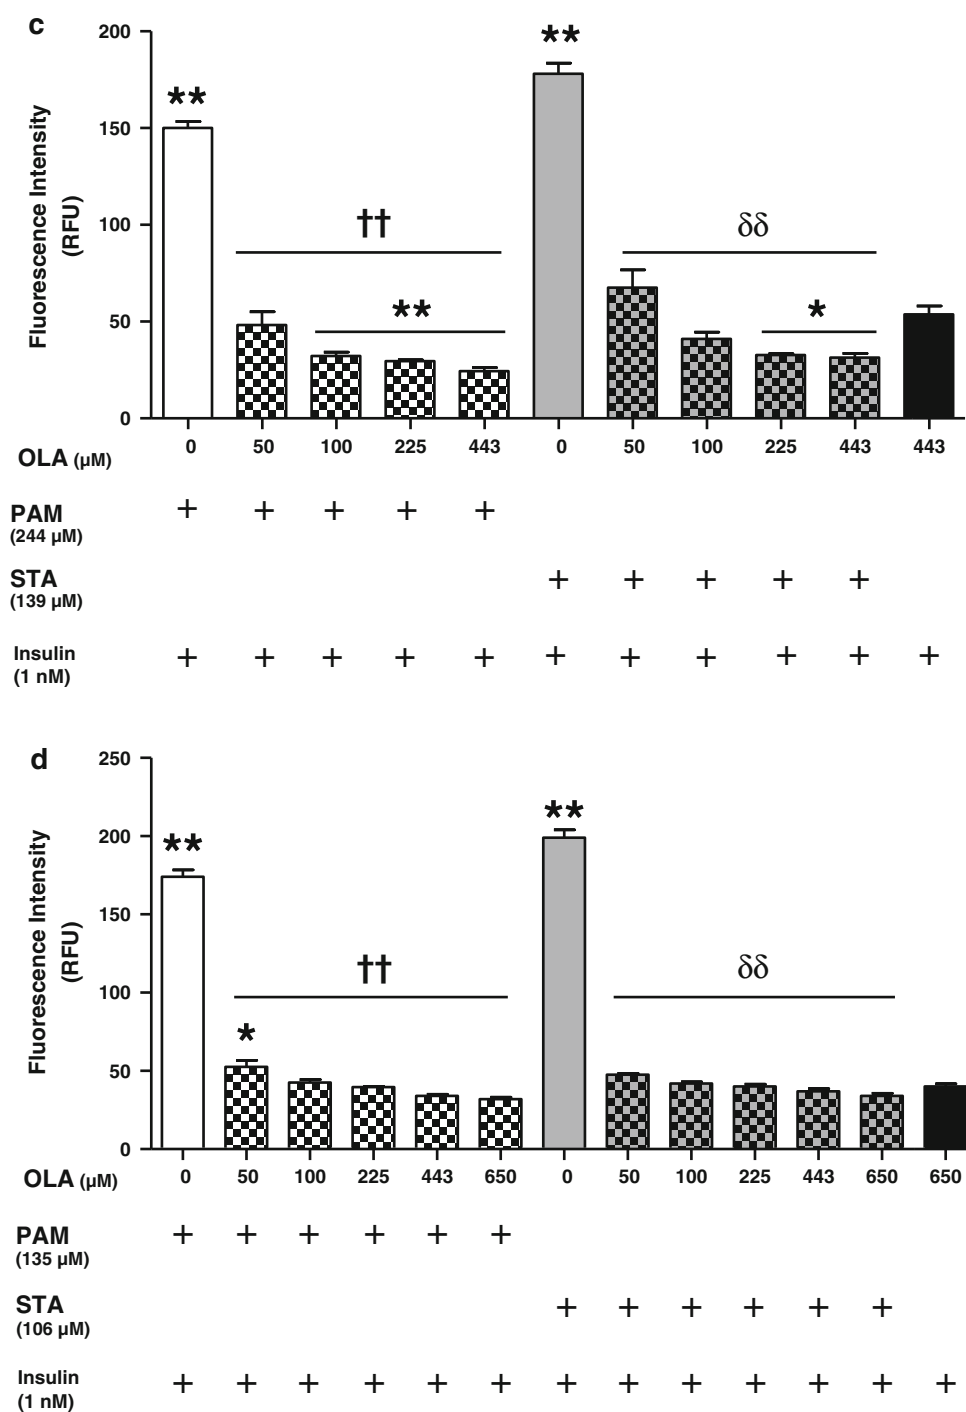 c
200
150
100
50
0
Fluorescence Intensity
(RFU)
**
††
**
**
δδ
*
OLA (µM) 0 50 100 225 443 0 50 100 225 443 443
PAM + + + + +
(244 µM)
STA + + + + +
(139 µM)
Insulin + + + + + + + + + + +
(1 nM)
d
250
200
150
100
50
0
Fluorescence Intensity
(RFU)
**
††
*
**
δδ
OLA (µM) 0 50 100 225 443 650 0 50 100 225 443 650 650
PAM + + + + + +
(135 µM)
STA + + + + + +
(106 µM)
Insulin + + + + + + + + + + + + +
(1 nM)